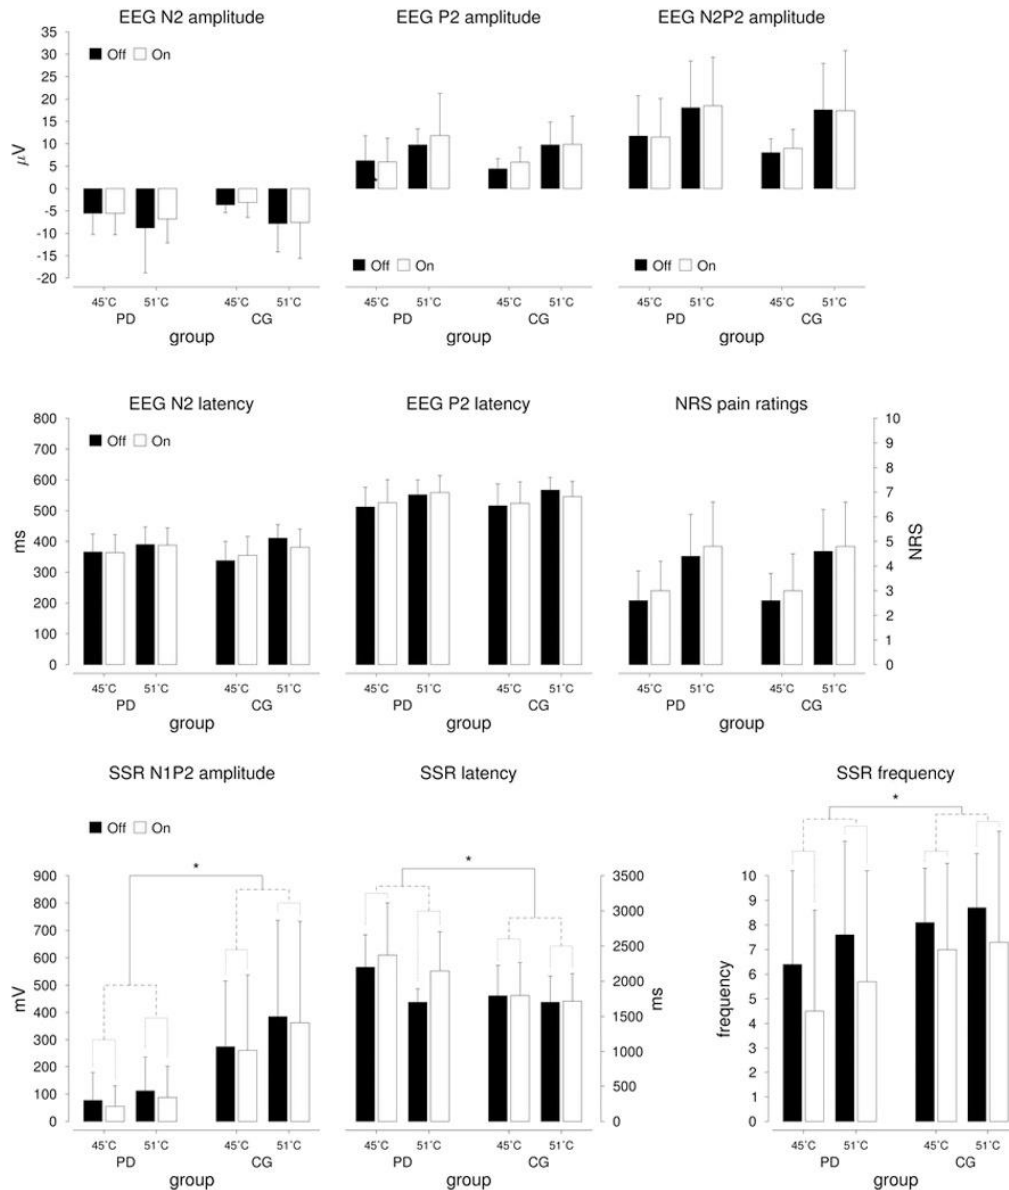 EEG N2 amplitude EEG P2 amplitude EEG N2P2 amplitude
35
30
25
20
15
10
5
0
-5
-10
-15
-20
μV
Off On
Off On
Off On
45°C 51°C 45°C 51°C 45°C 51°C 45°C 51°C 45°C 51°C 45°C 51°C
PD CG PD CG PD CG
group group group
EEG N2 latency EEG P2 latency NRS pain ratings
800
700
600
500
400
300
200
100
0
ms
Off On
10
9
8
7
6
5
4
3
2
1
0
NRS
45°C 51°C 45°C 51°C 45°C 51°C 45°C 51°C 45°C 51°C 45°C 51°C
PD CG PD CG PD CG
group group group
SSR N1P2 amplitude SSR latency SSR frequency
Off On
* * *
900
800
700
600
500
400
300
200
100
0
mV
3500
3000
2500
2000
1500
1000
500
0
ms
10
9
8
7
6
5
4
3
2
1
0
frequency
45°C 51°C 45°C 51°C 45°C 51°C 45°C 51°C 45°C 51°C 45°C 51°C
PD CG PD CG PD CG
group group group